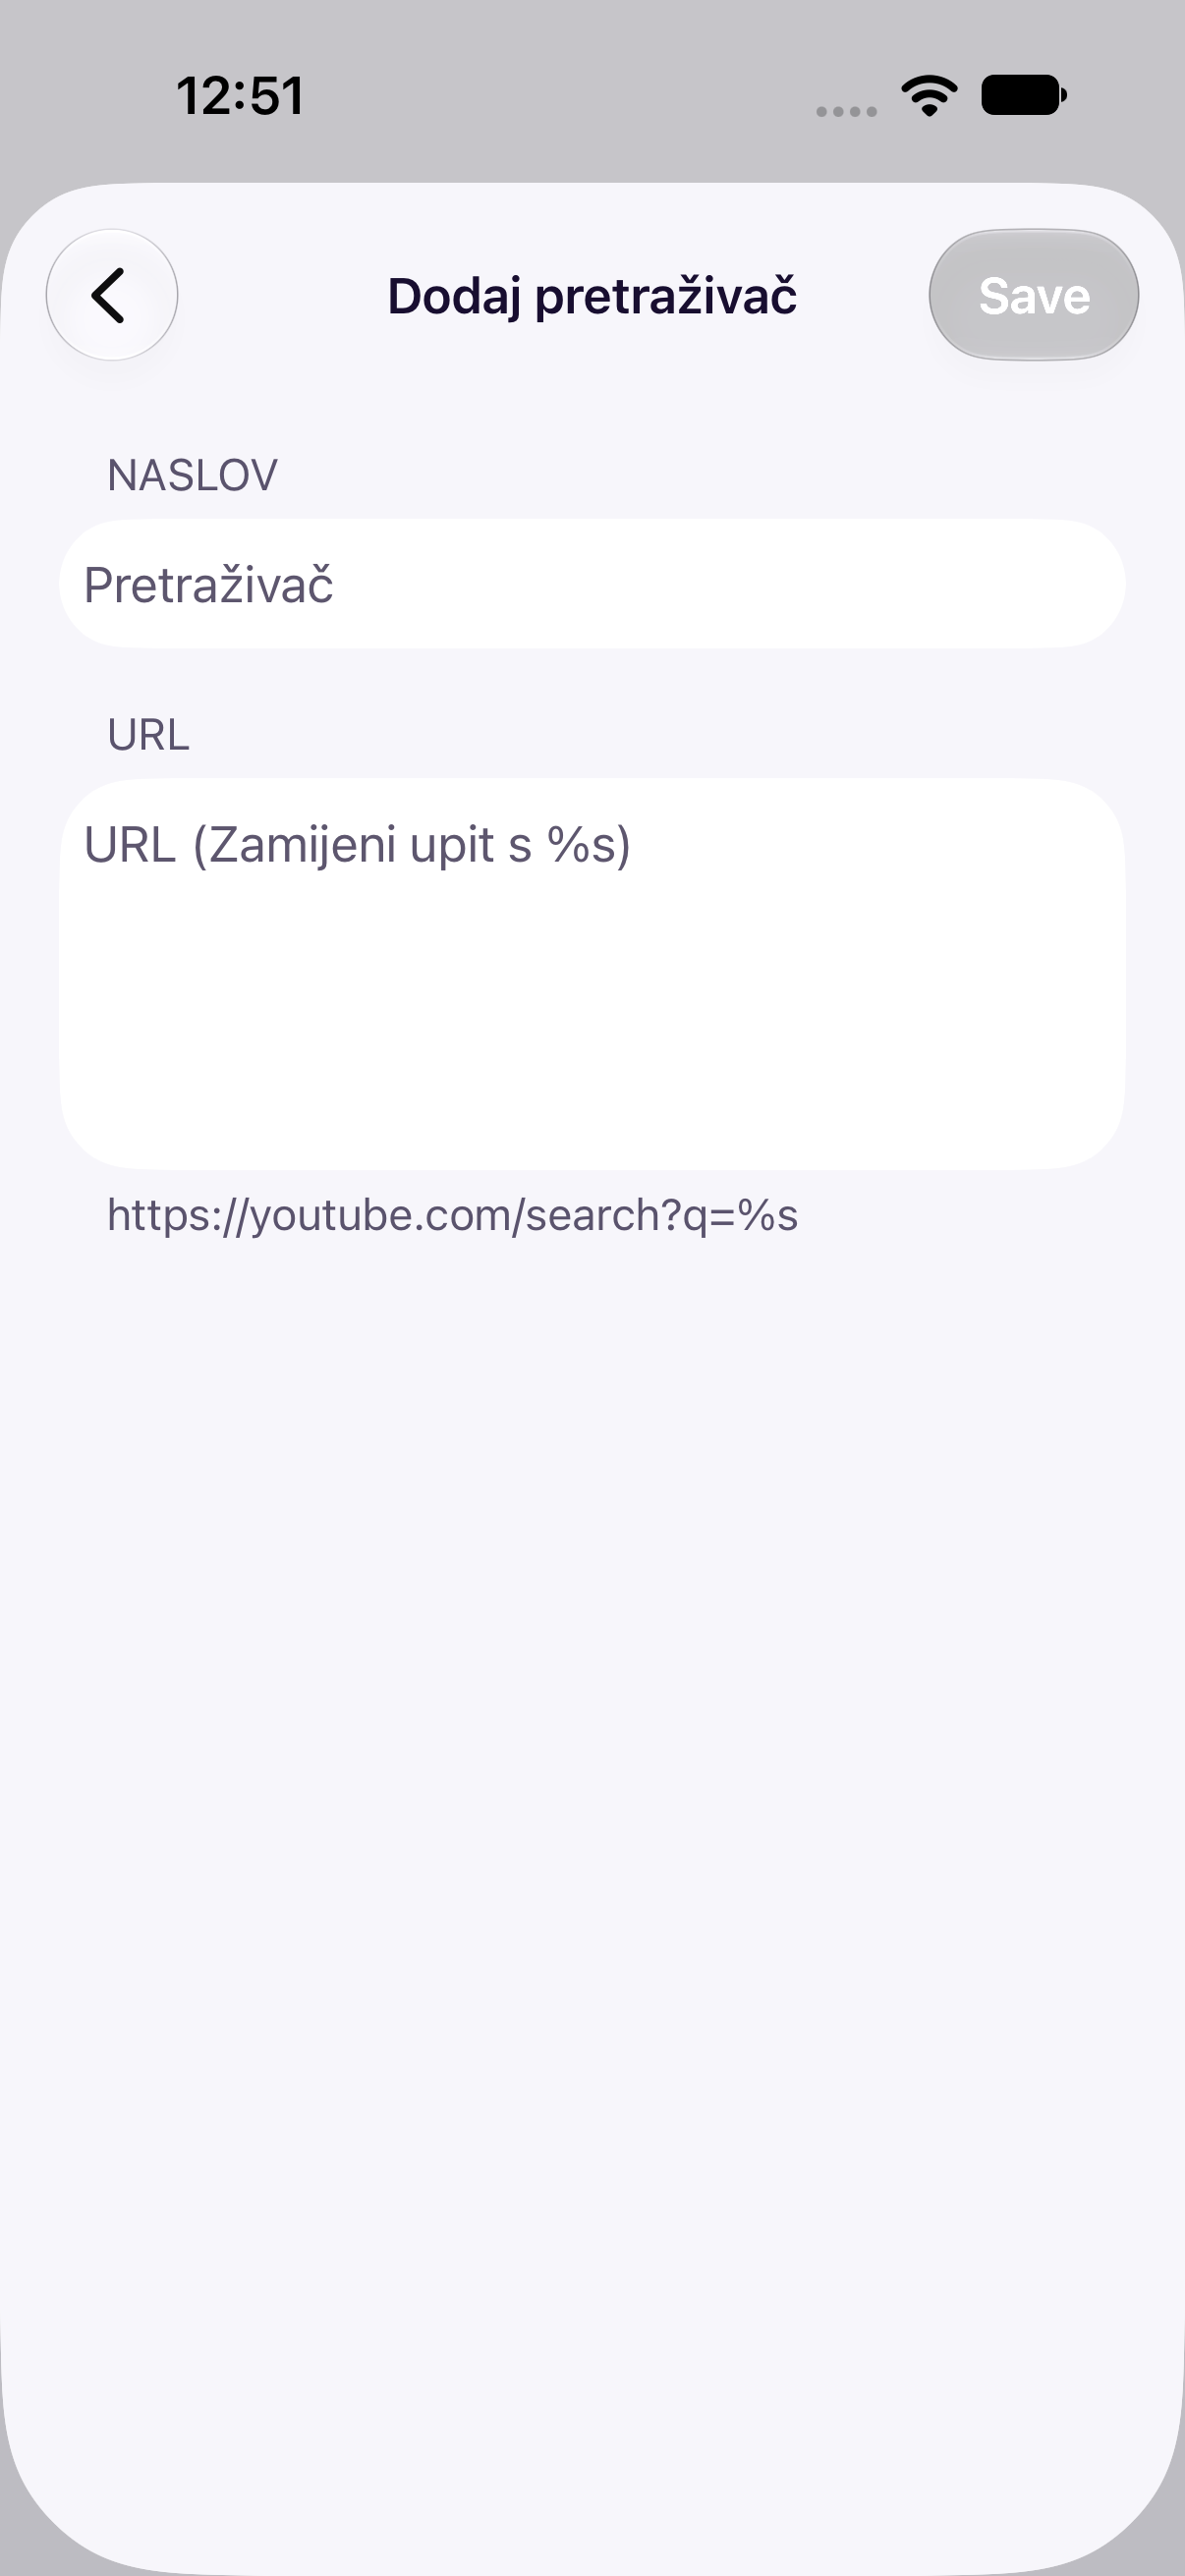 12:51
Dodaj pretraživač
Save
NASLOV
Pretraživač
URL
URL (Zamijeni upit s %s)
https://youtube.com/search?q=%s